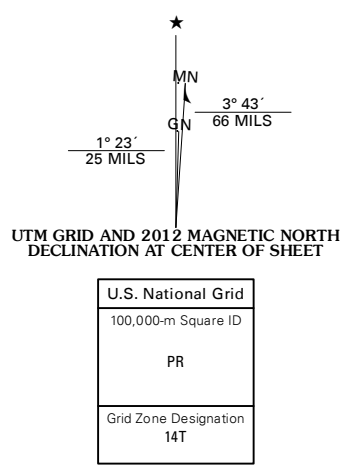 ★
MN
3° 43´
66 MILS
GN
1° 23´
25 MILS
UTM GRID AND 2012 MAGNETIC NORTH
DECLINATION AT CENTER OF SHEET
U.S. National Grid
100,000-m Square ID
PR
Grid Zone Designation
14T